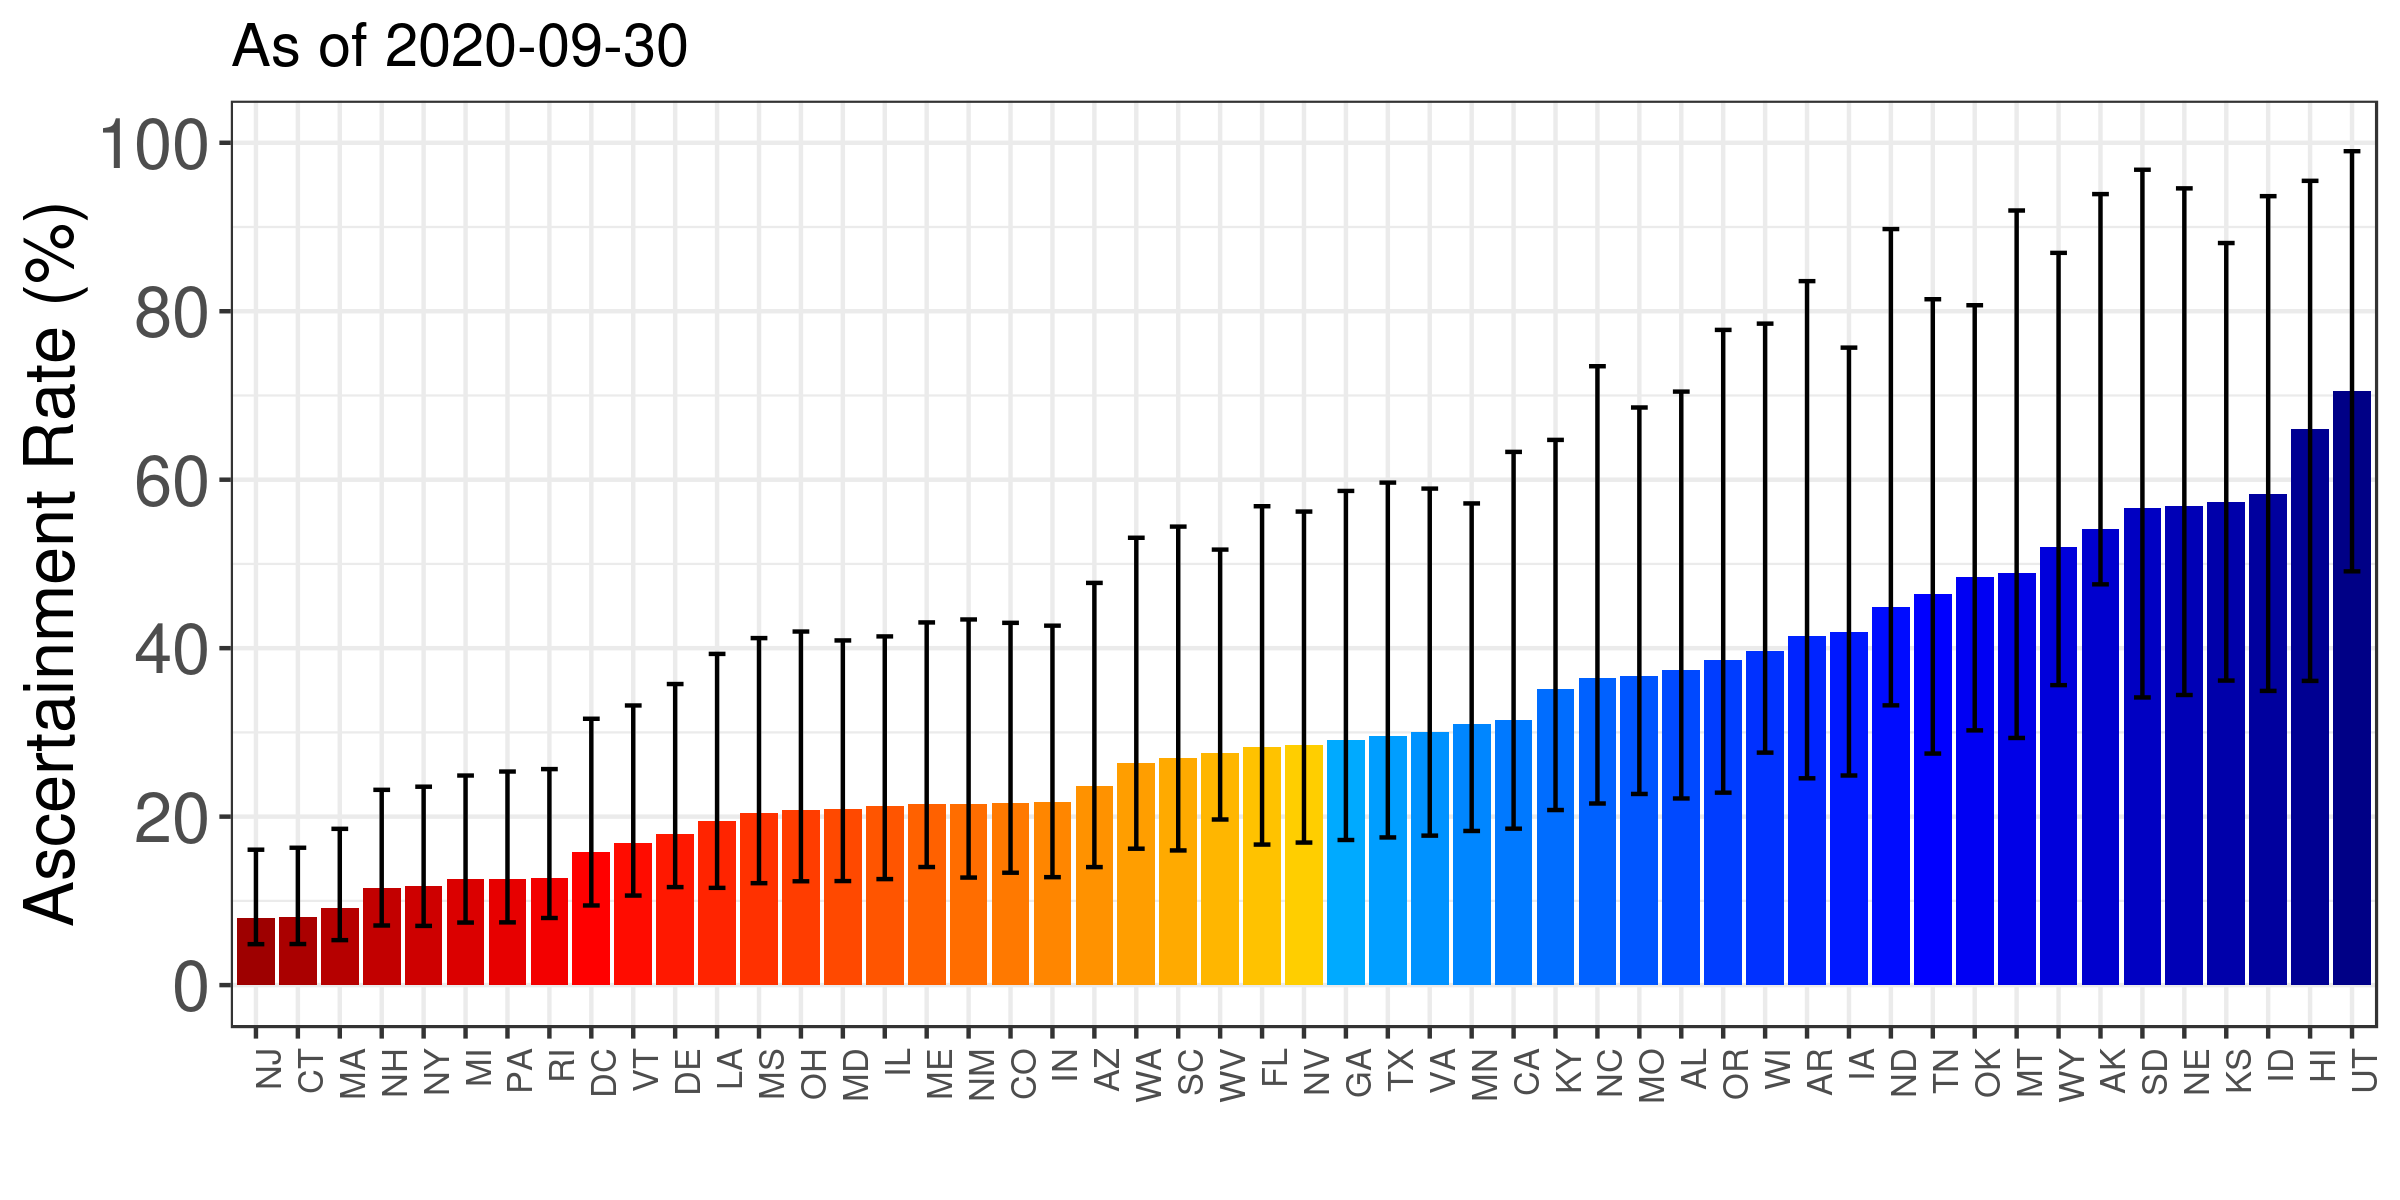 As of 2020-09-30
Ascertainment Rate (%)
100
80
60
40
20
0
NJ CT MA NH NY MI PA RI DC VT DE LA MS OH MD IL ME NM CO IN AZ WA SC WV FL NV GA TX VA MN CA KY NC MO AL OR WI AR IA ND TN OK MT WY AK SD NE KS ID HI UT